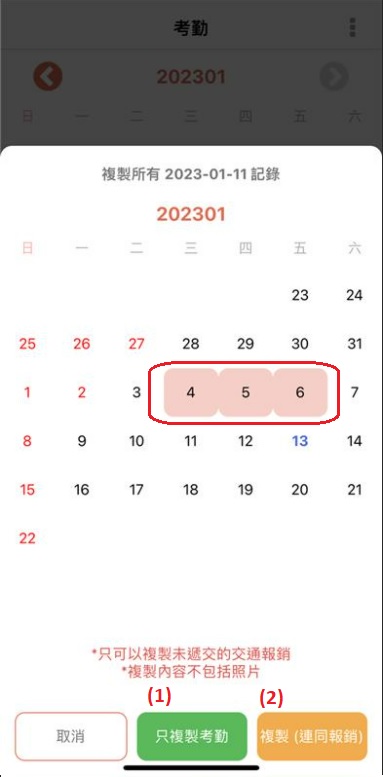 考勤
202301
日 一 二 三 四 五 六
複製所有 2023-01-11 記錄
202301
日 一 二 三 四 五 六
23 24
25 26 27 28 29 30 31
1 2 3 4 5 6 7
8 9 10 11 12 13 14
15 16 17 18 19 20 21
22
*只可以複製未遞交的交通報銷
*複製內容不包括照片
(1) (2)
取消 只複製考勤 複製 (連同報銷)